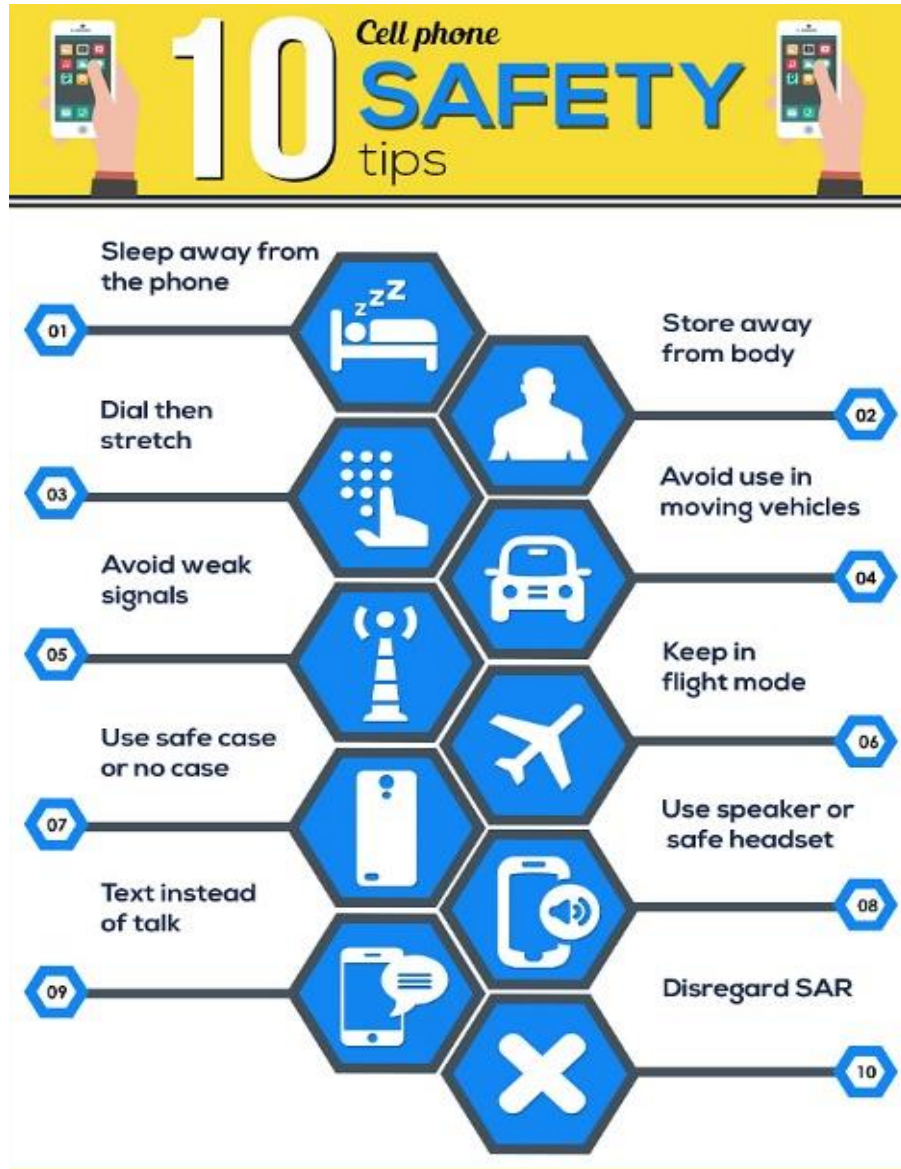 10
Cell phone
SAFETY
tips
Sleep away from
the phone
01
zzZ
Store away
from body
02
Dial then
stretch
03
Avoid use in
moving vehicles
04
Avoid weak
signals
05
Keep in
flight mode
06
Use safe case
or no case
07
Use speaker or
safe headset
08
Text instead
of talk
09
Disregard SAR
10